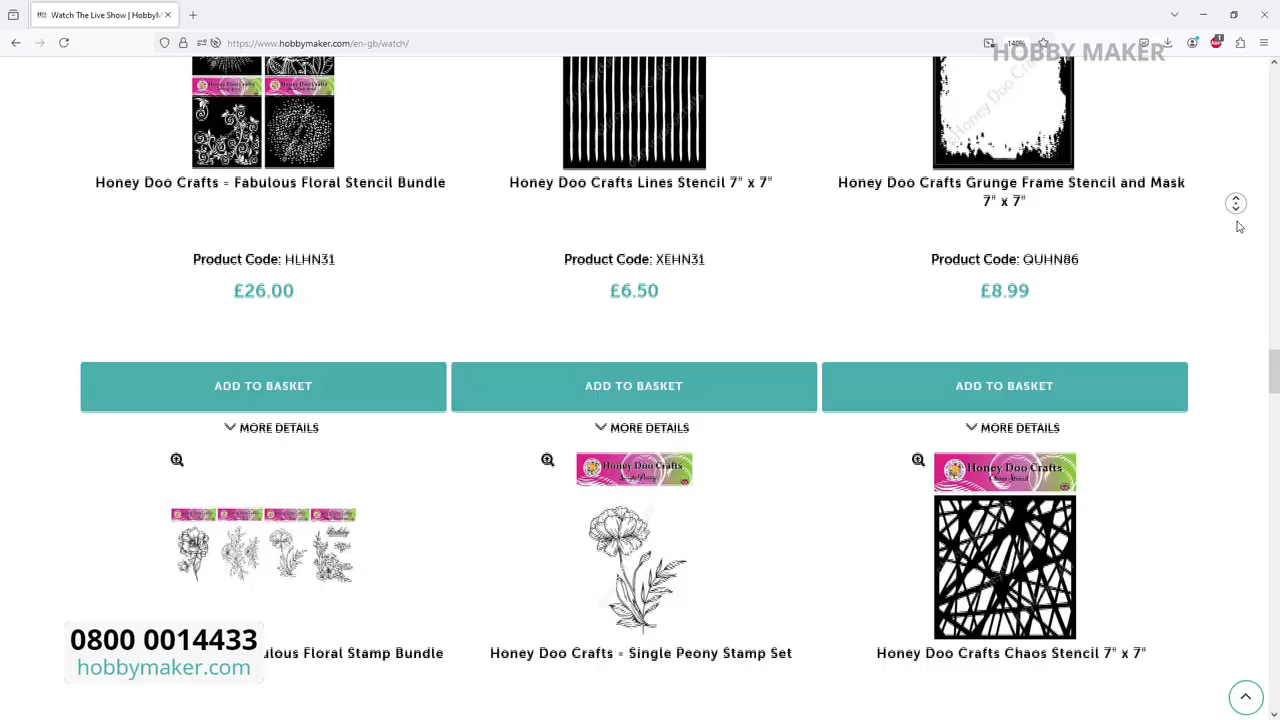 Watch The Live Show | HobbyM
https://www.hobbymaker.com/en-gb/watch/
140%
HOBBY MAKER
Honey Doo Crafts = Fabulous Floral Stencil Bundle
Honey Doo Crafts Lines Stencil 7" x 7"
Honey Doo Crafts Grunge Frame Stencil and Mask
7" x 7"
Product Code: HLHN31
Product Code: XEHN31
Product Code: QUHN86
£26.00
£6.50
£8.99
ADD TO BASKET
ADD TO BASKET
ADD TO BASKET
MORE DETAILS
MORE DETAILS
MORE DETAILS
Honey Doo Crafts
Single Peony
Honey Doo Crafts
Chaos Stencil
0800 0014433
hobbymaker.com
ulous Floral Stamp Bundle
Honey Doo Crafts = Single Peony Stamp Set
Honey Doo Crafts Chaos Stencil 7" x 7"